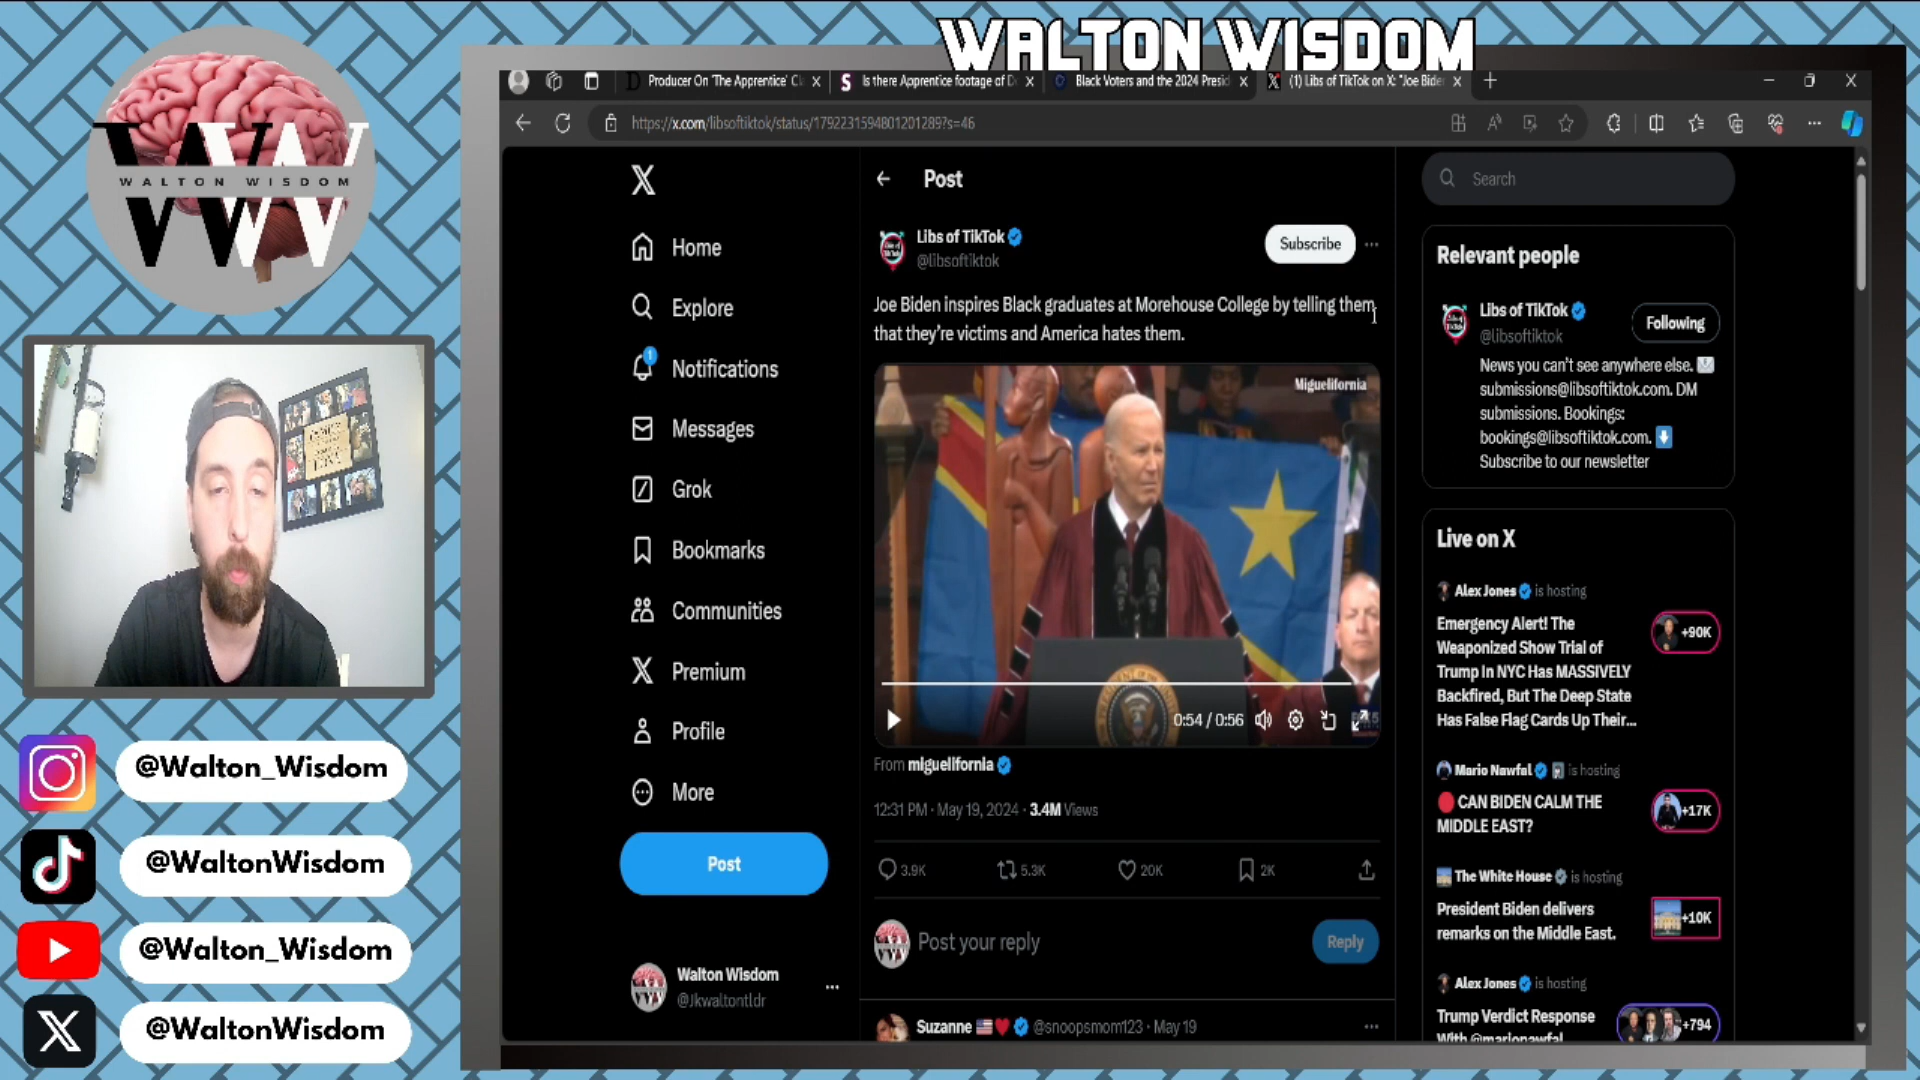 WALTON WISDOM
WALTON WISDOM
Producer On 'The Apprentice' Cl
Is there Apprentice footage of D
Black Voters and the 2024 Presid
(1) Libs of TikTok on X: "Joe Bide
https://x.com/libsoftiktok/status/1792231594801201289?s=46
Home
Explore
1
Notifications
Messages
Grok
Bookmarks
Communities
Premium
Profile
More
Post
Walton Wisdom
@Jkwaltontldr
Post
Libs of TikTok
@libsoftiktok
Subscribe
Joe Biden inspires Black graduates at Morehouse College by telling them
that they're victims and America hates them.
Miguelifornia
0:54 / 0:56
From miguelifornia
12:31 PM · May 19, 2024 · 3.4M Views
3.9K 5.3K 20K 2K
Post your reply
Reply
Suzanne @snoopsmom123 · May 19
Search
Relevant people
Libs of TikTok
@libsoftiktok
Following
News you can't see anywhere else.
submissions@libsoftiktok.com. DM
submissions. Bookings:
bookings@libsoftiktok.com.
Subscribe to our newsletter
Live on X
Alex Jones is hosting
Emergency Alert! The
Weaponized Show Trial of
Trump In NYC Has MASSIVELY
Backfired, But The Deep State
Has False Flag Cards Up Their...
+90K
Mario Nawfal is hosting
CAN BIDEN CALM THE
MIDDLE EAST?
+17K
The White House is hosting
President Biden delivers
remarks on the Middle East.
+10K
Alex Jones is hosting
Trump Verdict Response
With @marionawfal
+794
@Walton_Wisdom
@WaltonWisdom
@Walton_Wisdom
@WaltonWisdom